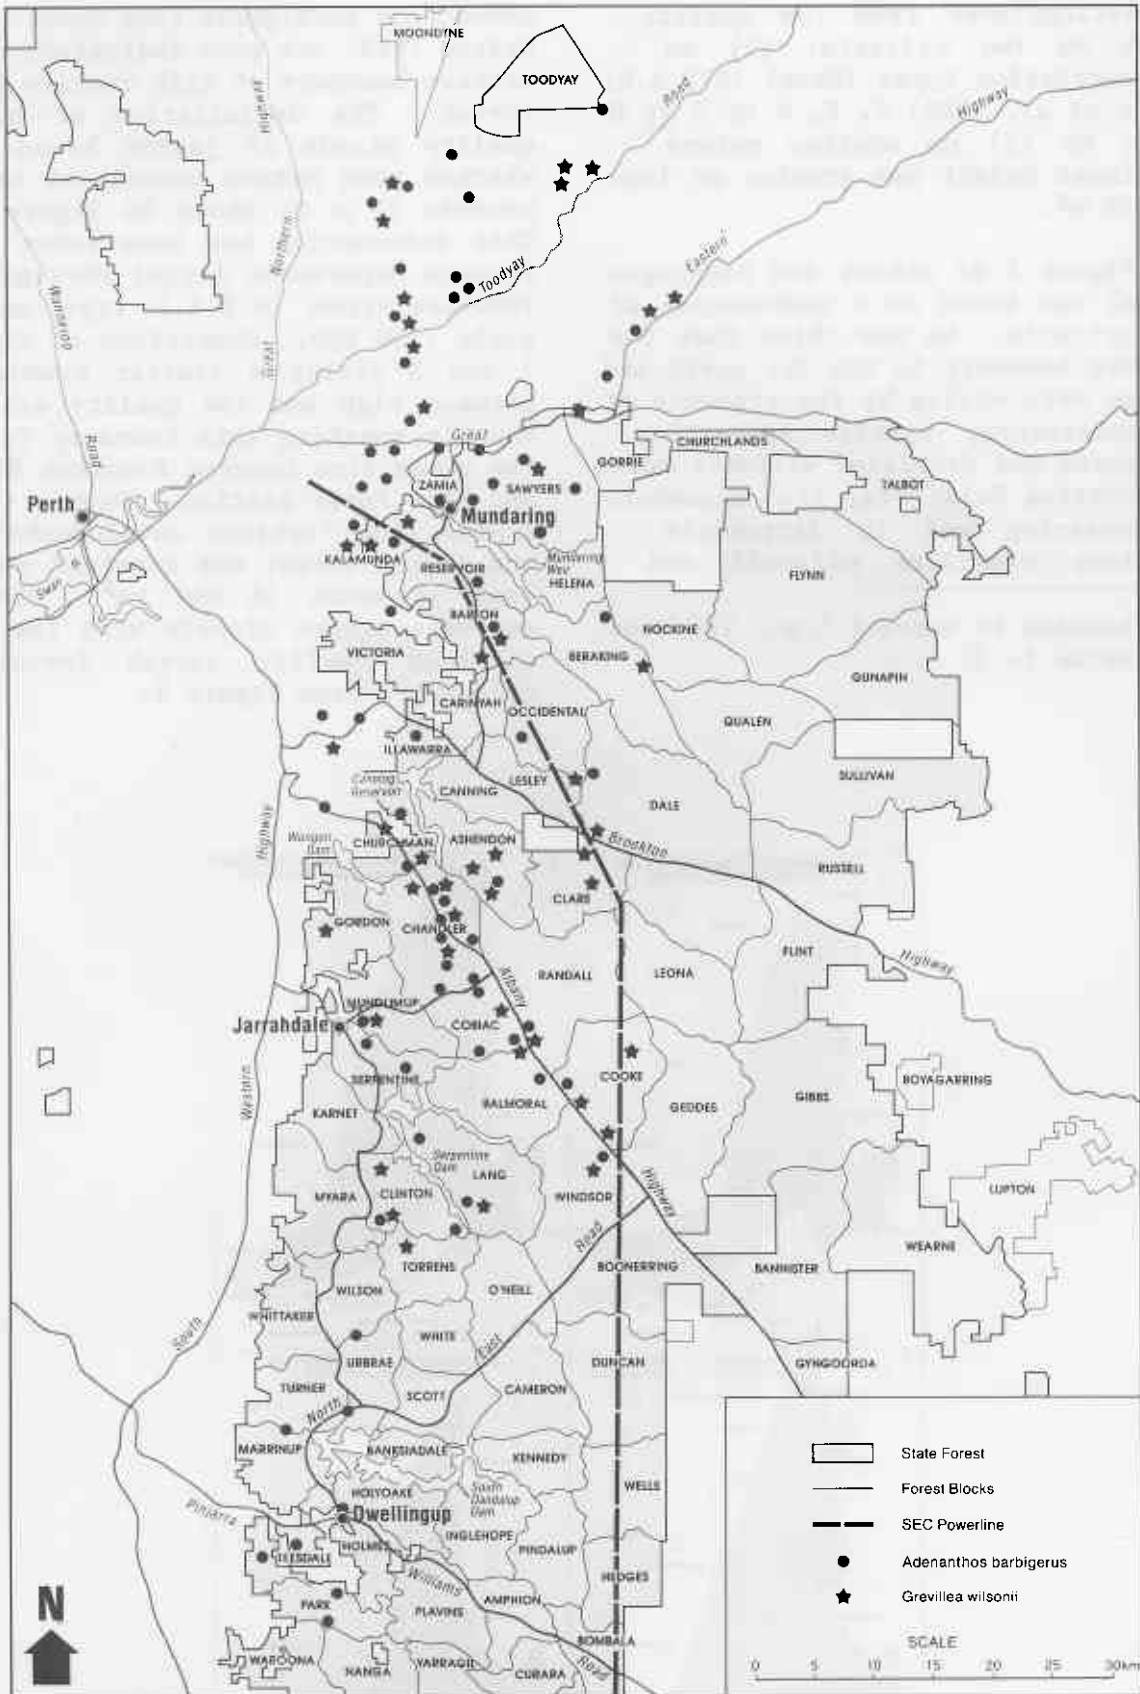 MOONDYNE
TOODYAY
Road
Highway
Highway
Great Northern
Wanneroo
Road
Toodyay
Eastern
Great
CHURCHLANDS
GORRIE
TALBOT
ZAMIA
SAWYERS
Perth
Mundaring
Swan R.
KALAMUNDA
RESERVOIR
Mundaring
Weir
HELENA
FLYNN
BARTON
NOCKINE
VICTORIA
BERAKING
GUNAPIN
CARINYAH
OCCIDENTAL
QUALEN
ILLAWARRA
LESLEY
SULLIVAN
Canning
Reservoir
CANNING
DALE
Highway
Wungon
Dam
CHURCHMAN
ASHENDON
Brookton
RUSSELL
CLARE
GORDON
CHANDLER
FLINT
Highway
RANDALL
LEONA
Albany
MUNDLIMUP
Jarrahdale
COBIAC
SERPENTINE
COOKE
BOYAGARRING
Western
KARNET
BALMORAL
GEDDES
GIBBS
Serpentine
Dam
LANG
MYARA
CLINTON
WINDSOR
Highway
LUPTON
Road
WEARNE
TORRENS
BOONERRING
BANNISTER
WILSON
O'NEILL
WHITTAKER
South
WHITE
East
URBRAE
DUNCAN
GYNGOORDA
TURNER
SCOTT
CAMERON
North
MARRINUP
BANKSIADALE
KENNEDY
HOLYOAKE
South
Dandalup
Dam
WELLS
Pinjarra
Dwellingup
INGLEHOPE
HOLMES
PINDALUP
TEESDALE
HEDGES
Williams
PARK
PLAVINS
AMPHION
BOMBALA
WAROONA
NANGA
YARRAGIL
CURARA
Road
State Forest
Forest Blocks
SEC Powerline
Adenanthos barbigerus
Grevillea wilsonii
N
SCALE
0 5 10 15 20 25 30km